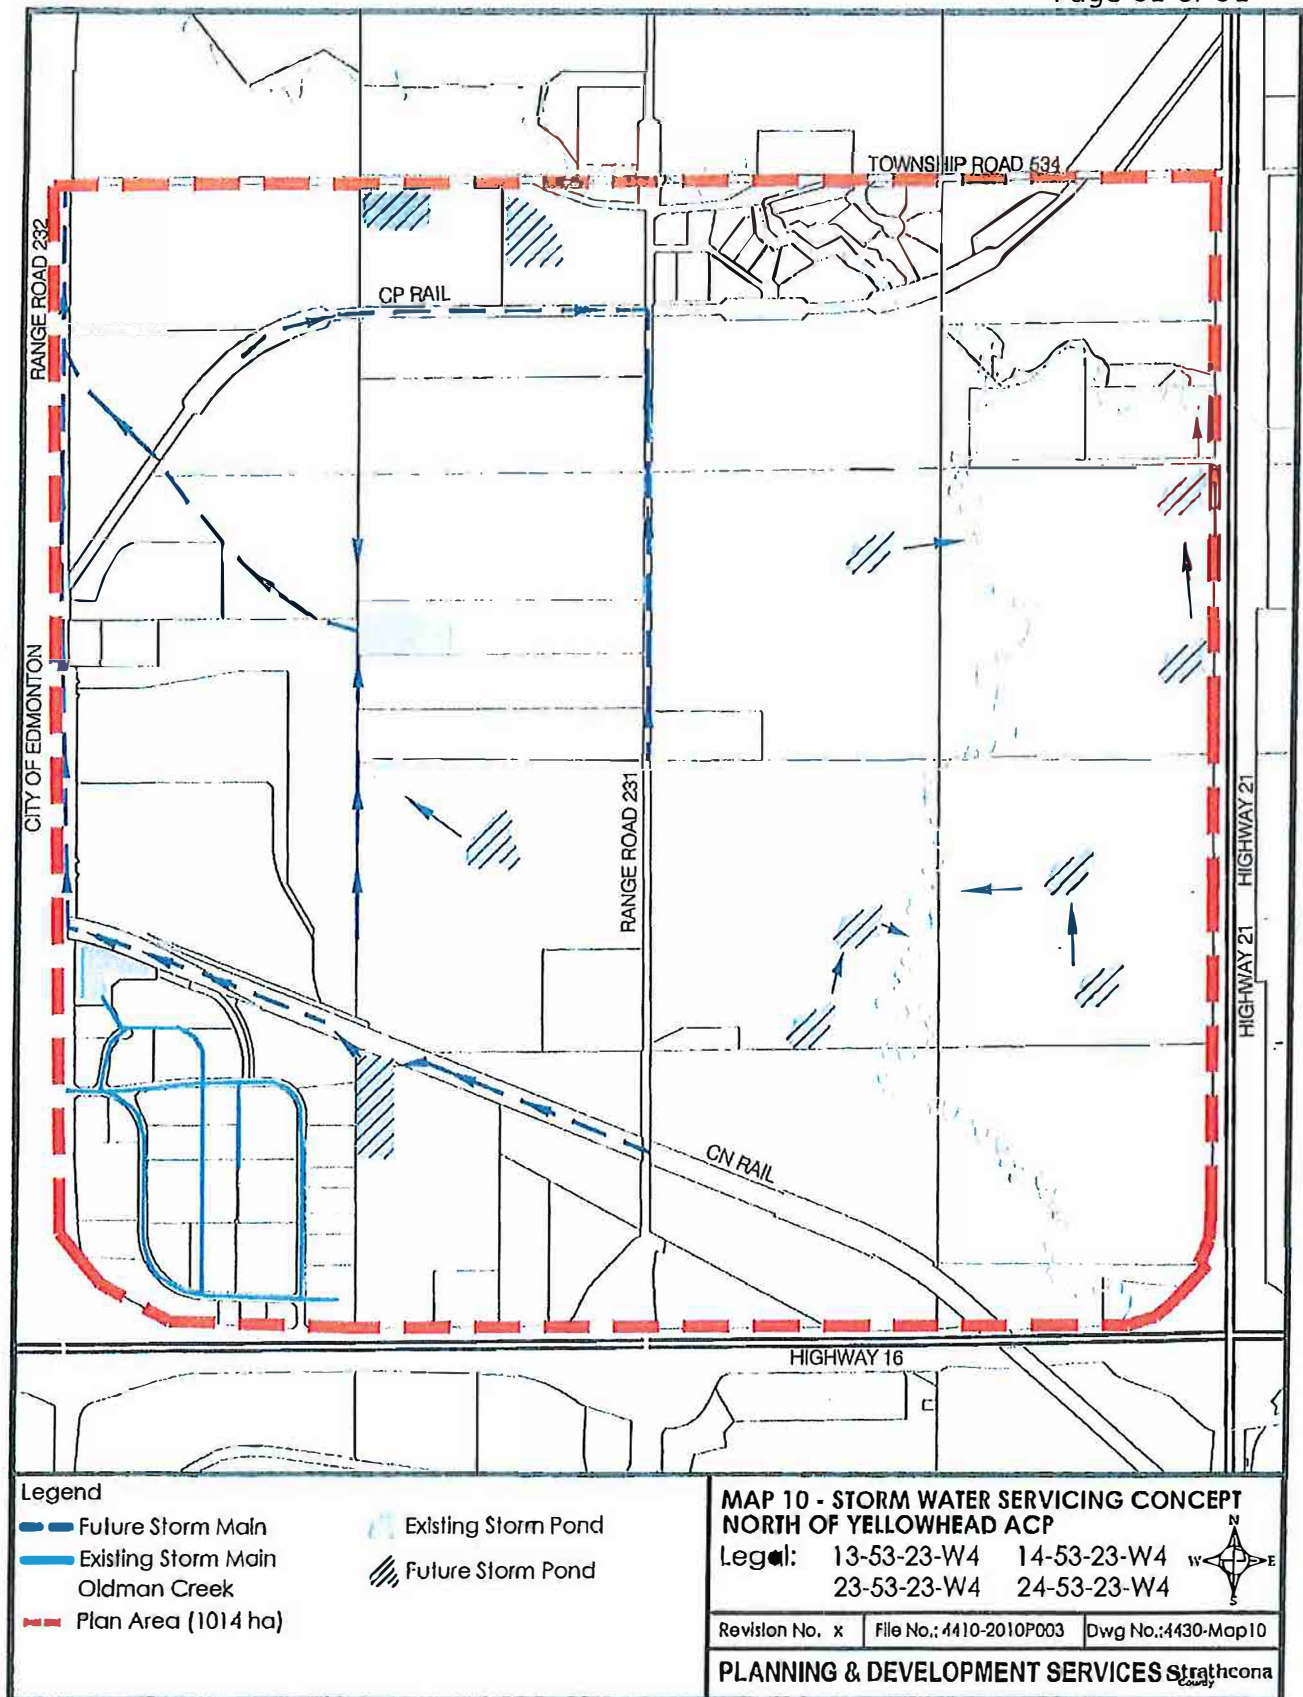 TOWNSHIP ROAD 534
RANGE ROAD 232
CP RAIL
CITY OF EDMONTON
RANGE ROAD 231
HIGHWAY 21
HIGHWAY 21
CN RAIL
HIGHWAY 16
Legend
Future Storm Main
Existing Storm Main
Oldman Creek
Plan Area (1014 ha)
Existing Storm Pond
Future Storm Pond
MAP 10 - STORM WATER SERVICING CONCEPT
NORTH OF YELLOWHEAD ACP
Legal: 13-53-23-W4 14-53-23-W4
23-53-23-W4 24-53-23-W4
N
W E
S
Revision No. x File No.: 4410-2010P003 Dwg No.:4430-Map10
PLANNING & DEVELOPMENT SERVICES Strathcona
County